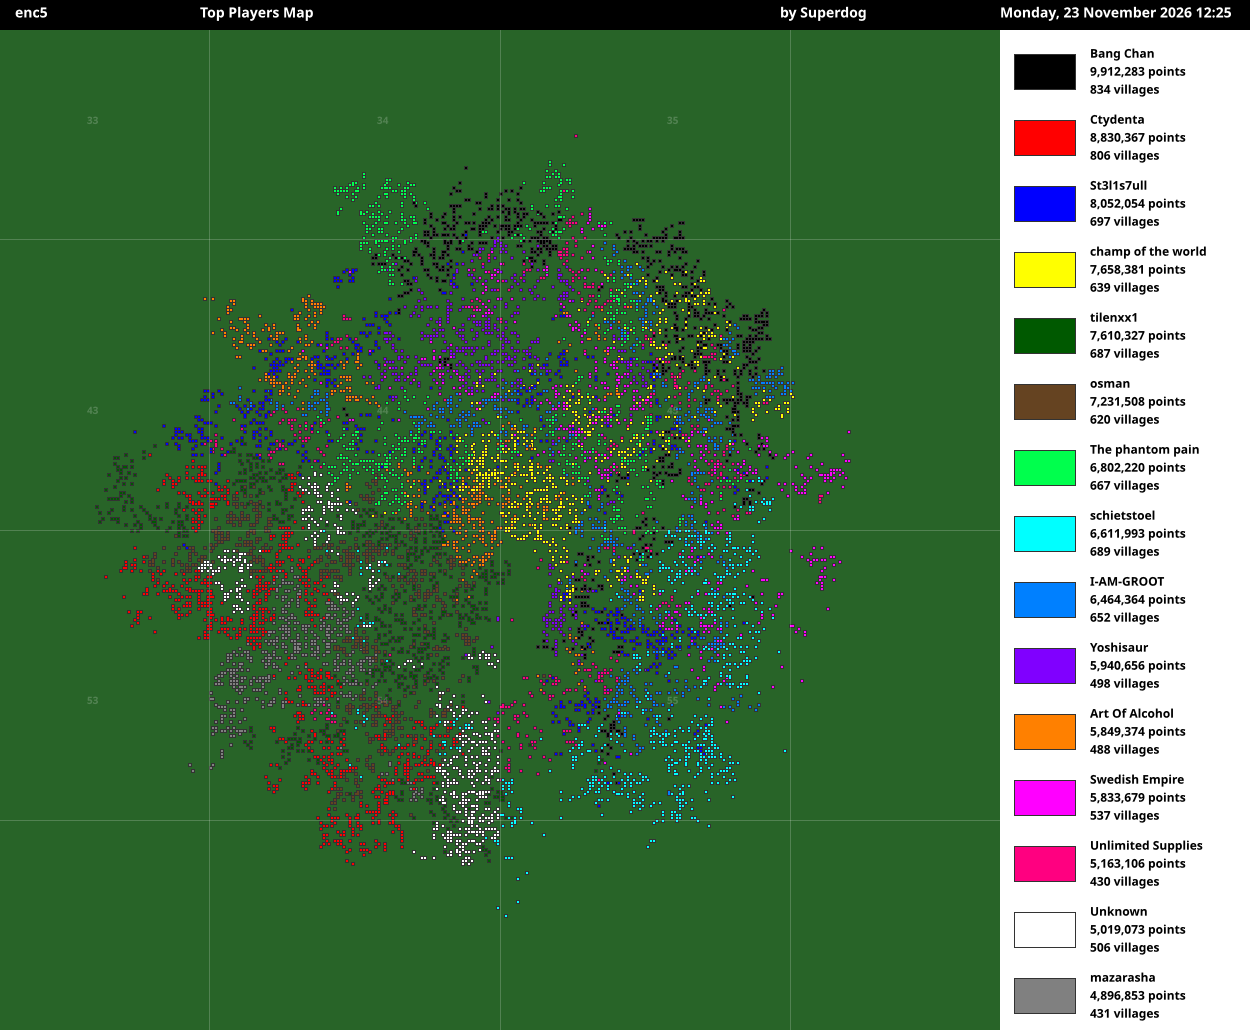 enc5 Top Players Map by Superdog Monday, 23 November 2026 12:25
33 34 35
43 44 45
53 54 55
Bang Chan
9,912,283 points
834 villages
Ctydenta
8,830,367 points
806 villages
St3l1s7ull
8,052,054 points
697 villages
champ of the world
7,658,381 points
639 villages
tilenxx1
7,610,327 points
687 villages
osman
7,231,508 points
620 villages
The phantom pain
6,802,220 points
667 villages
schietstoel
6,611,993 points
689 villages
I-AM-GROOT
6,464,364 points
652 villages
Yoshisaur
5,940,656 points
498 villages
Art Of Alcohol
5,849,374 points
488 villages
Swedish Empire
5,833,679 points
537 villages
Unlimited Supplies
5,163,106 points
430 villages
Unknown
5,019,073 points
506 villages
mazarasha
4,896,853 points
431 villages